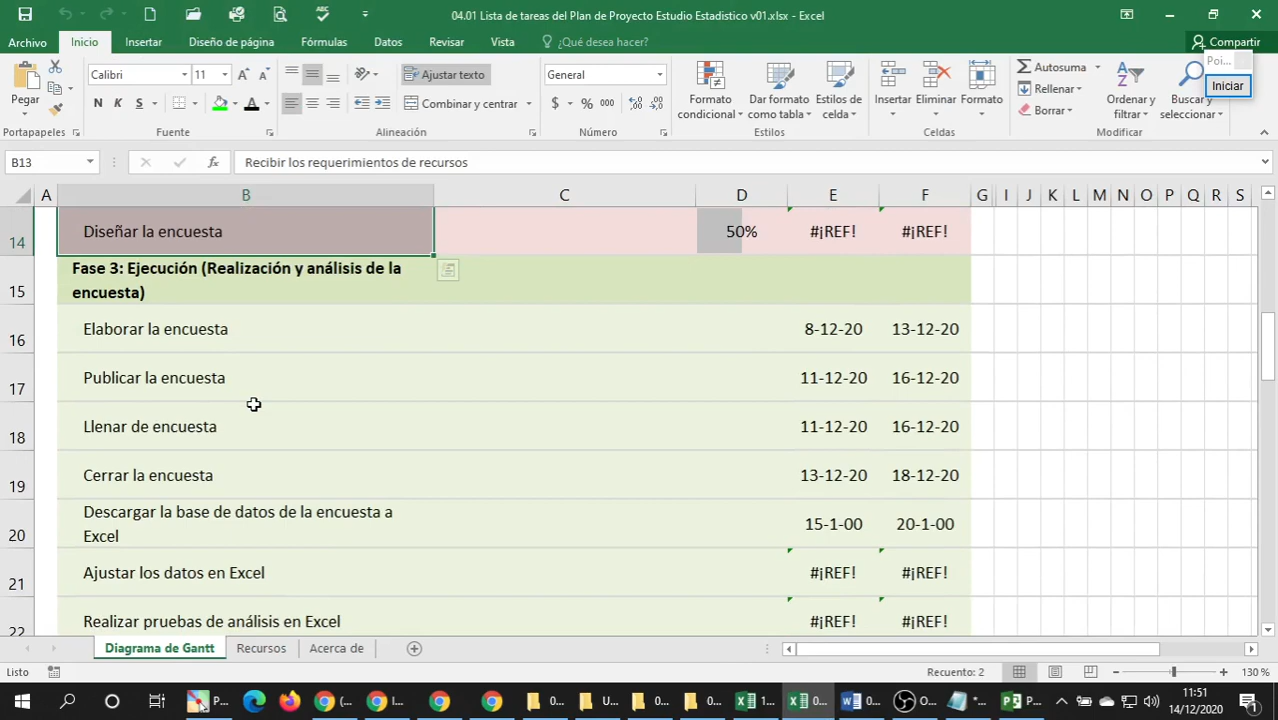 04.01 Lista de tareas del Plan de Proyecto Estudio Estadistico v01.xlsx - Excel
Archivo Inicio Insertar Diseño de página Fórmulas Datos Revisar Vista ¿Qué desea hacer? Compartir
Poi...
Iniciar
Pegar
Calibri 11
N K S A
Ajustar texto
Combinar y centrar
General
$ % 000
Formato condicional
Dar formato como tabla
Estilos de celda
Insertar Eliminar Formato
Autosuma
Rellenar
Borrar
Ordenar y filtrar
Buscar y seleccionar
Portapapeles Fuente Alineación Número Estilos Celdas Modificar
B13 fx Recibir los requerimientos de recursos
A B C D E F G H I J K L M N O P Q R S
14 Diseñar la encuesta 50% #¡REF! #¡REF!
15 Fase 3: Ejecución (Realización y análisis de la
encuesta)
16 Elaborar la encuesta 8-12-20 13-12-20
17 Publicar la encuesta 11-12-20 16-12-20
18 Llenar de encuesta 11-12-20 16-12-20
19 Cerrar la encuesta 13-12-20 18-12-20
20 Descargar la base de datos de la encuesta a
Excel 15-1-00 20-1-00
21 Ajustar los datos en Excel #¡REF! #¡REF!
22 Realizar pruebas de análisis en Excel #¡REF! #¡REF!
Diagrama de Gantt Recursos Acerca de
Listo Recuento: 2 130 %
P... (... I... 0... U... 0... 0... 1... 0... 0... O... *... P...
11:51
14/12/2020